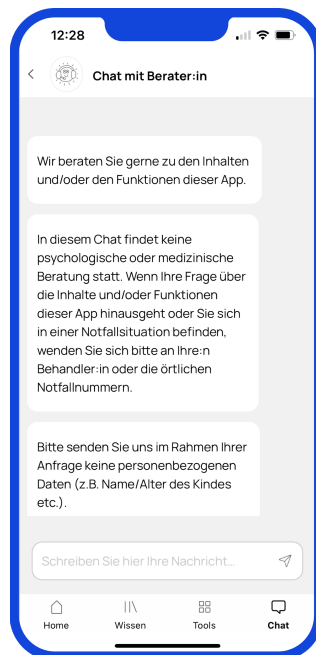 12:28
Chat mit Berater:in
Wir beraten Sie gerne zu den Inhalten
und/oder den Funktionen dieser App.
In diesem Chat findet keine
psychologische oder medizinische
Beratung statt. Wenn Ihre Frage über
die Inhalte und/oder Funktionen
dieser App hinausgeht oder Sie sich
in einer Notfallsituation befinden,
wenden Sie sich bitte an Ihre:n
Behandler:in oder die örtlichen
Notfallnummern.
Bitte senden Sie uns im Rahmen Ihrer
Anfrage keine personenbezogenen
Daten (z.B. Name/Alter des Kindes
etc.).
Schreiben Sie hier Ihre Nachricht...
Home Wissen Tools Chat